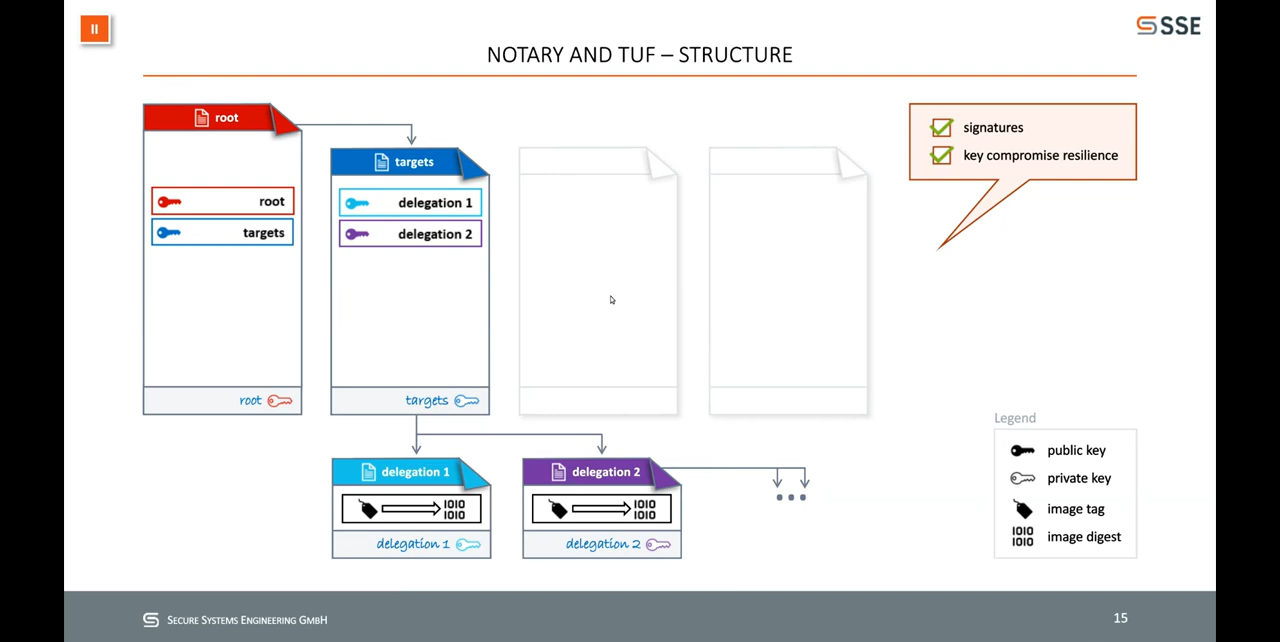 II
SSE
NOTARY AND TUF – STRUCTURE
root
root
targets
root
targets
delegation 1
delegation 2
targets
signatures
key compromise resilience
delegation 1
1010
1010
delegation 1
delegation 2
1010
1010
delegation 2
Legend
public key
private key
image tag
1010
1010
image digest
SECURE SYSTEMS ENGINEERING GMBH
15